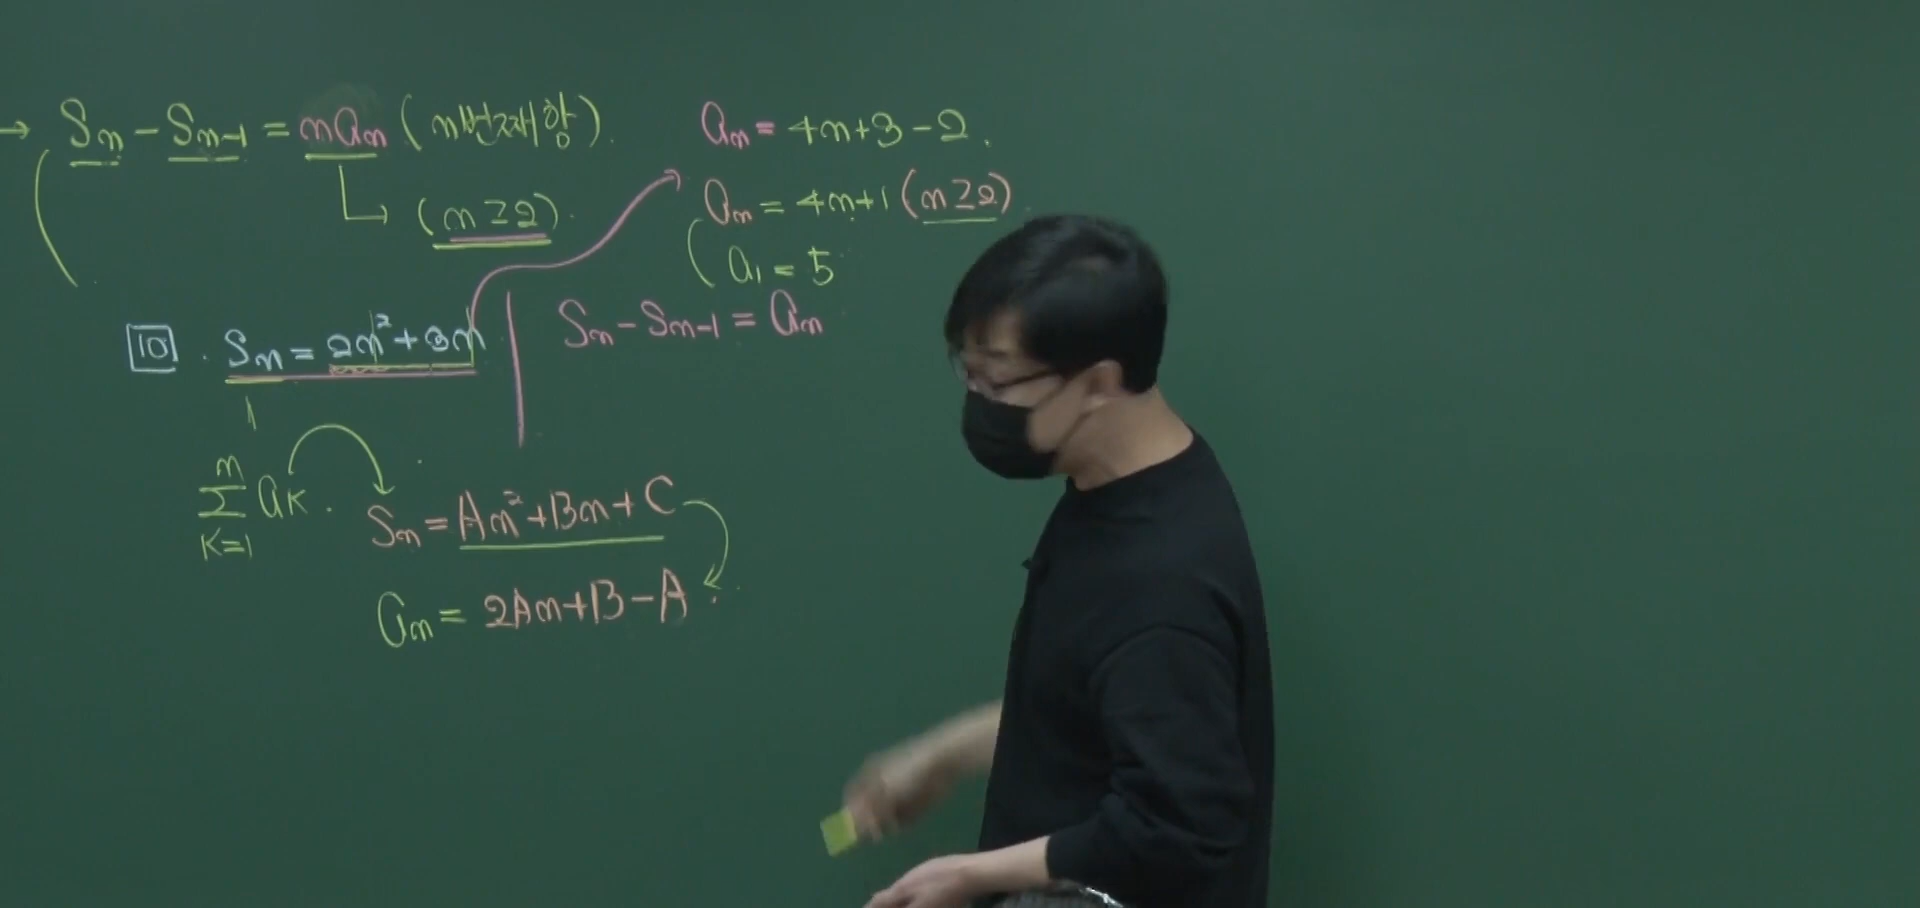 → Sn - Sn-1 = nan (n번째항).
(n≥2)
an = 4n+3-2.
an = 4n+1 (n≥2)
a1 = 5
10. Sn = 2n²+3n
Sn - Sn-1 = an
n
Σ ak.
k=1
Sn = An²+Bn+C
an = 2An+B-A